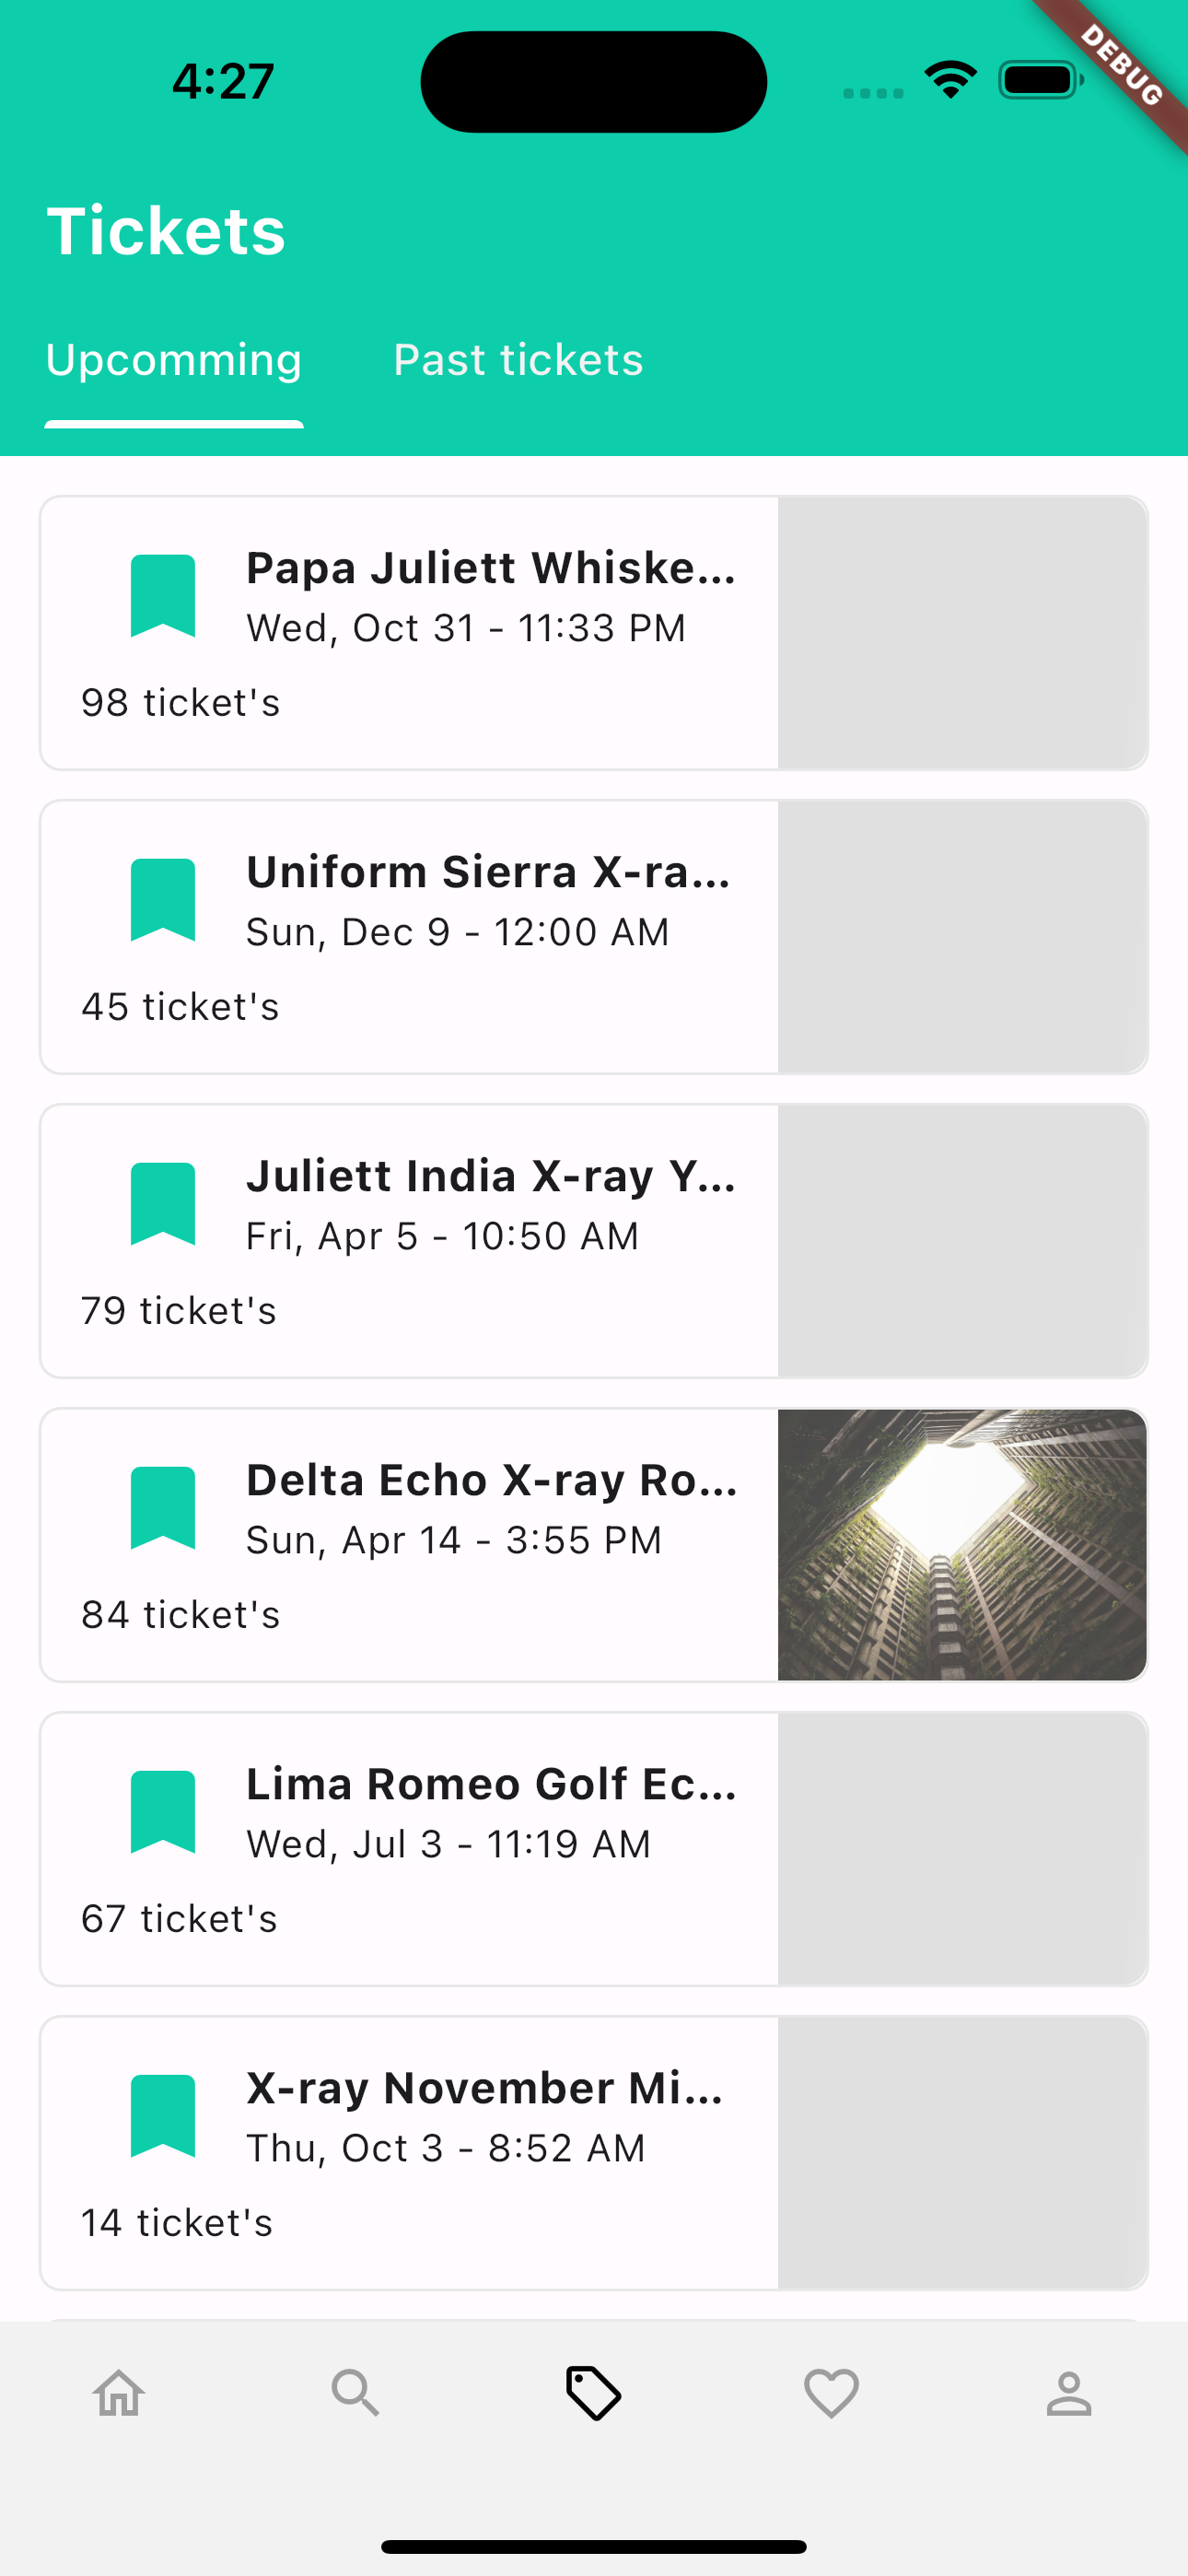 4:27
DEBUG
Tickets
Upcomming
Past tickets
Papa Juliett Whiske...
Wed, Oct 31 - 11:33 PM
98 ticket's
Uniform Sierra X-ra...
Sun, Dec 9 - 12:00 AM
45 ticket's
Juliett India X-ray Y...
Fri, Apr 5 - 10:50 AM
79 ticket's
Delta Echo X-ray Ro...
Sun, Apr 14 - 3:55 PM
84 ticket's
Lima Romeo Golf Ec...
Wed, Jul 3 - 11:19 AM
67 ticket's
X-ray November Mi...
Thu, Oct 3 - 8:52 AM
14 ticket's